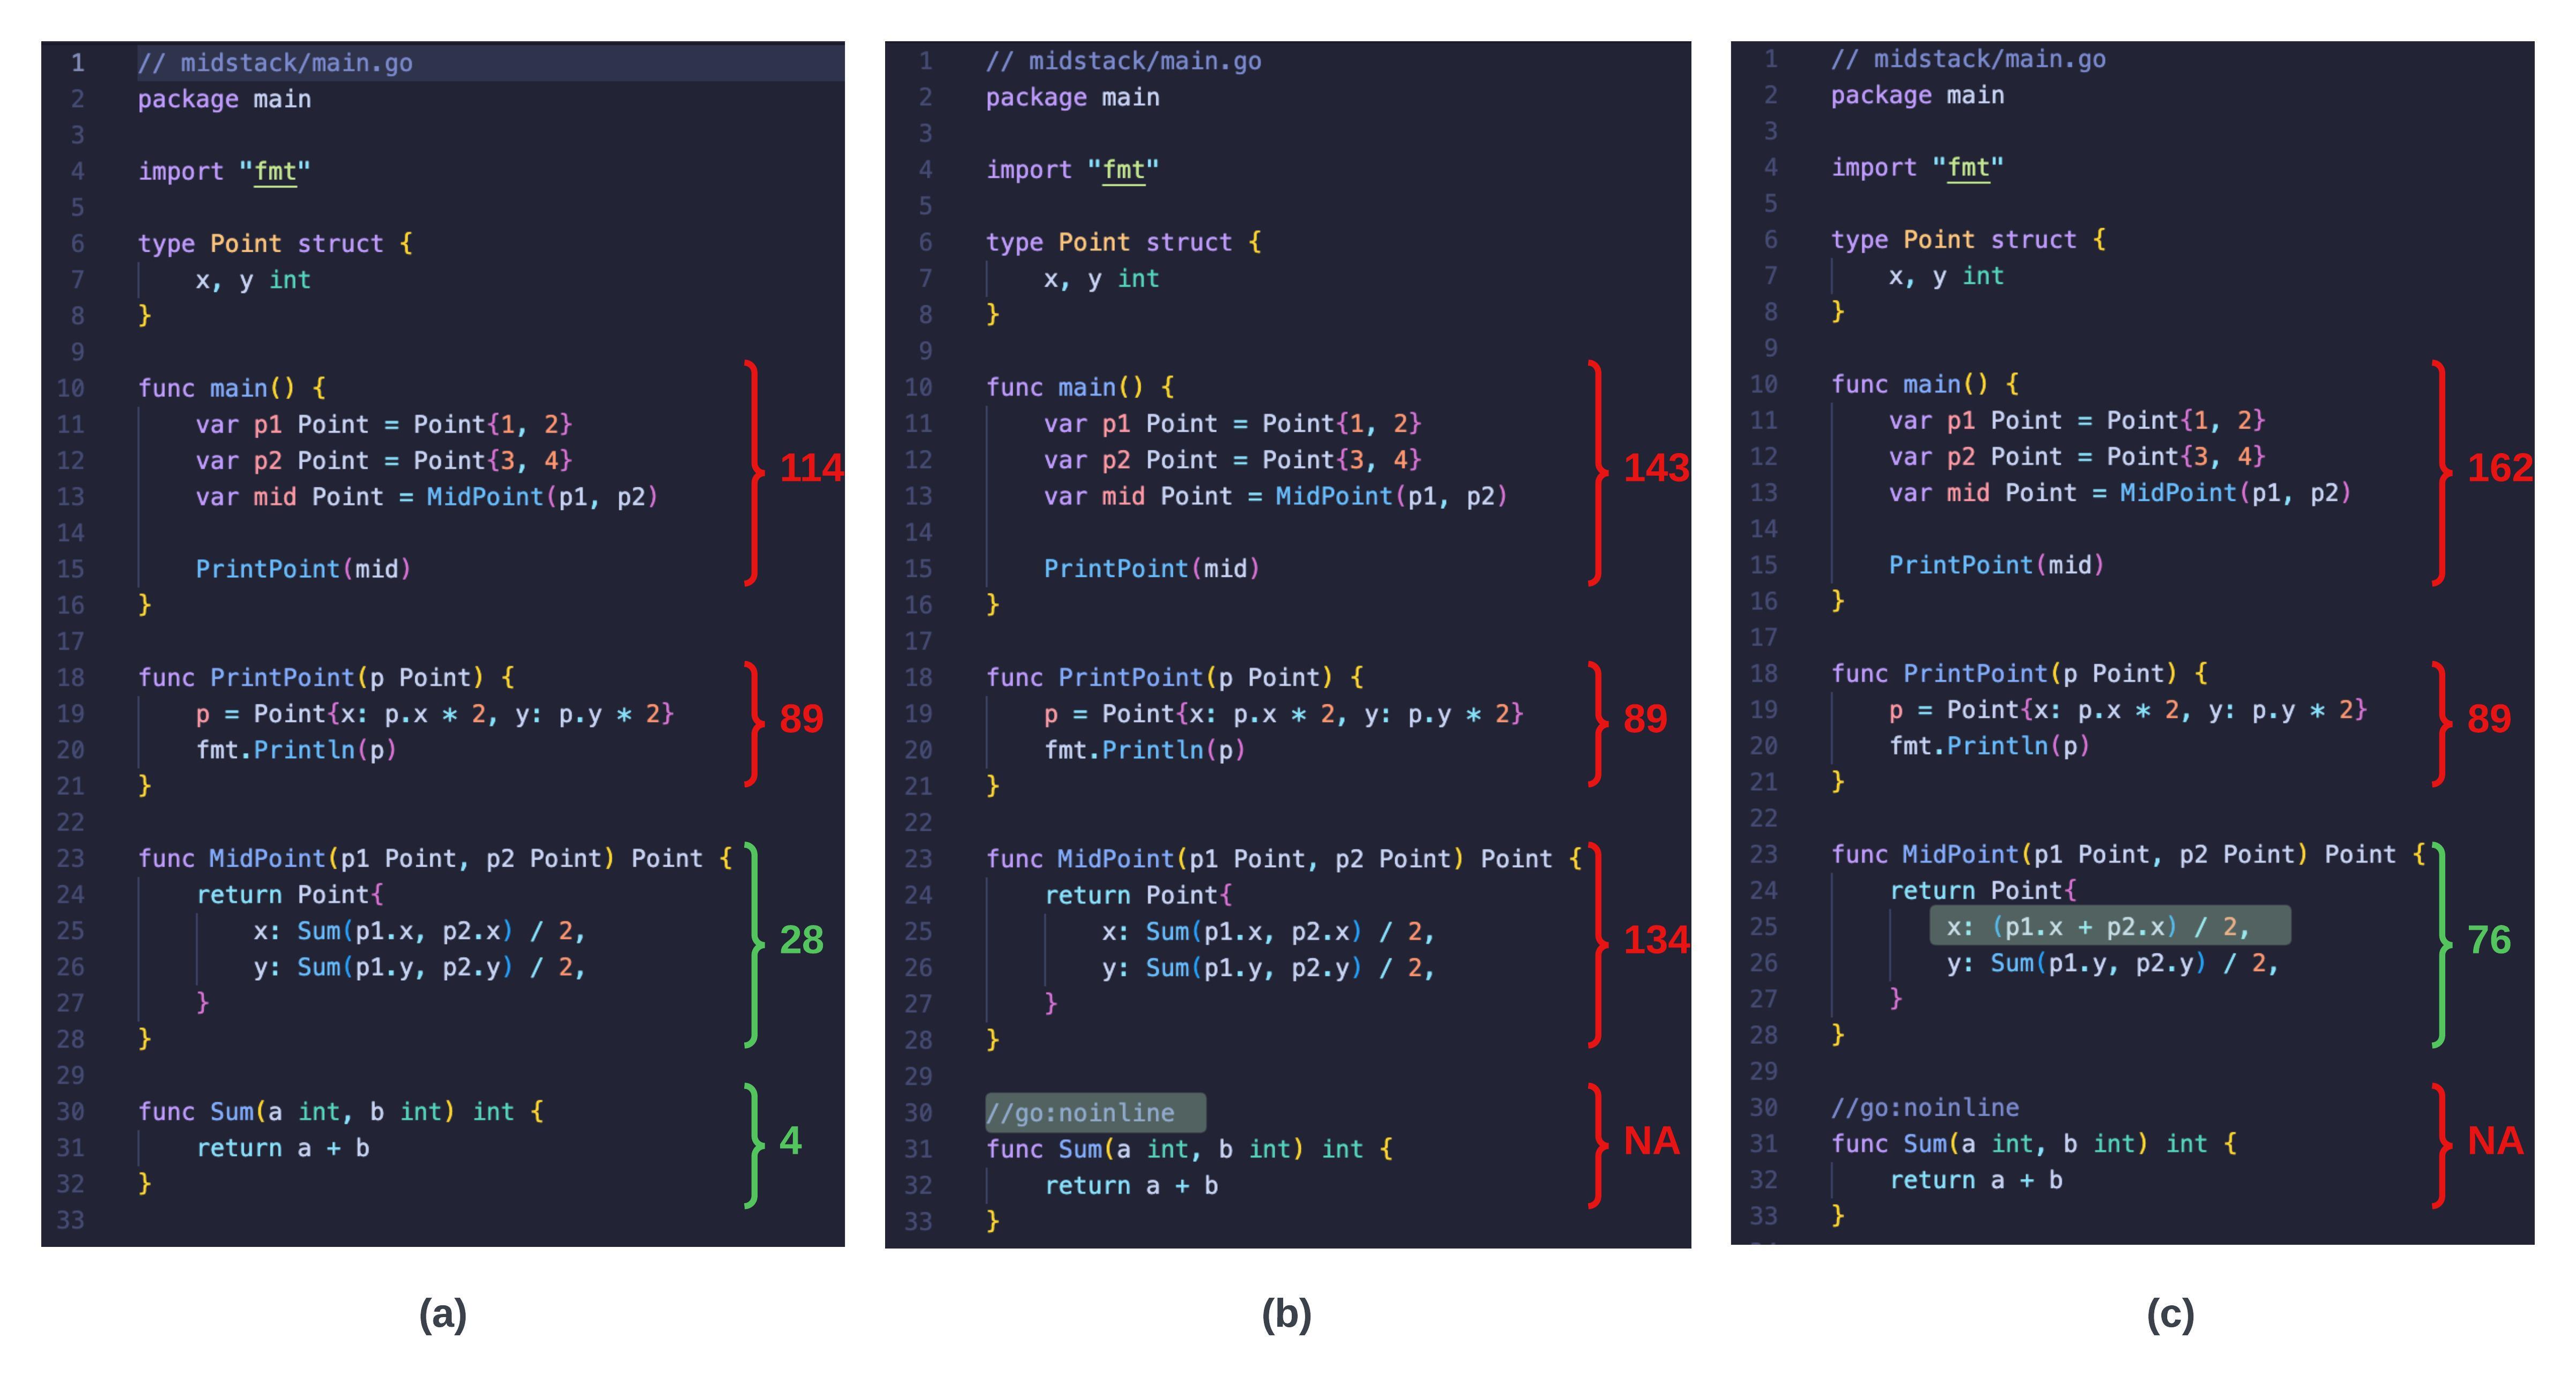 1 // midstack/main.go
2 package main
3
4 import "fmt"
5
6 type Point struct {
7 x, y int
8 }
9
10 func main() {
11 var p1 Point = Point{1, 2}
12 var p2 Point = Point{3, 4}
13 var mid Point = MidPoint(p1, p2)
14
15 PrintPoint(mid)
16 }
17
18 func PrintPoint(p Point) {
19 p = Point{x: p.x * 2, y: p.y * 2}
20 fmt.Println(p)
21 }
22
23 func MidPoint(p1 Point, p2 Point) Point {
24 return Point{
25 x: Sum(p1.x, p2.x) / 2,
26 y: Sum(p1.y, p2.y) / 2,
27 }
28 }
29
30 func Sum(a int, b int) int {
31 return a + b
32 }
33
114
89
28
4
(a)
1 // midstack/main.go
2 package main
3
4 import "fmt"
5
6 type Point struct {
7 x, y int
8 }
9
10 func main() {
11 var p1 Point = Point{1, 2}
12 var p2 Point = Point{3, 4}
13 var mid Point = MidPoint(p1, p2)
14
15 PrintPoint(mid)
16 }
17
18 func PrintPoint(p Point) {
19 p = Point{x: p.x * 2, y: p.y * 2}
20 fmt.Println(p)
21 }
22
23 func MidPoint(p1 Point, p2 Point) Point {
24 return Point{
25 x: Sum(p1.x, p2.x) / 2,
26 y: Sum(p1.y, p2.y) / 2,
27 }
28 }
29
30 //go:noinline
31 func Sum(a int, b int) int {
32 return a + b
33 }
143
89
134
NA
(b)
1 // midstack/main.go
2 package main
3
4 import "fmt"
5
6 type Point struct {
7 x, y int
8 }
9
10 func main() {
11 var p1 Point = Point{1, 2}
12 var p2 Point = Point{3, 4}
13 var mid Point = MidPoint(p1, p2)
14
15 PrintPoint(mid)
16 }
17
18 func PrintPoint(p Point) {
19 p = Point{x: p.x * 2, y: p.y * 2}
20 fmt.Println(p)
21 }
22
23 func MidPoint(p1 Point, p2 Point) Point {
24 return Point{
25 x: (p1.x + p2.x) / 2,
26 y: Sum(p1.y, p2.y) / 2,
27 }
28 }
29
30 //go:noinline
31 func Sum(a int, b int) int {
32 return a + b
33 }
162
89
76
NA
(c)